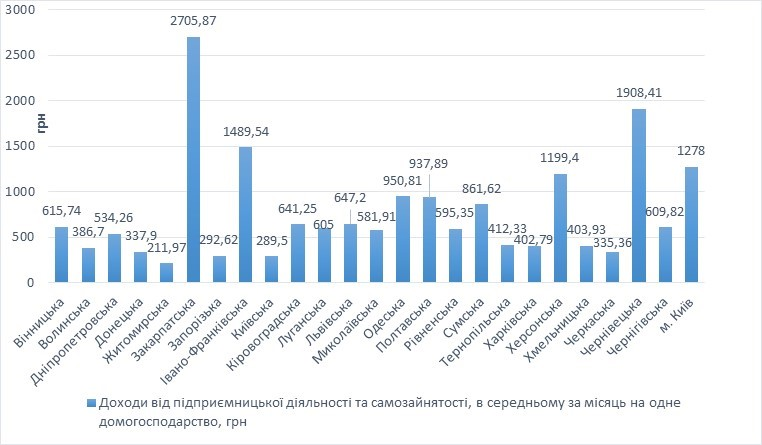 3000
2500
2000
1500
1000
500
0
грн
615,74
386,7
534,26
337,9
211,97
2705,87
292,62
1489,54
289,5
641,25
605
647,2
581,91
950,81
937,89
595,35
861,62
412,33
402,79
1199,4
403,93
335,36
1908,41
609,82
1278
Вінницька
Волинська
Дніпропетровська
Донецька
Житомирська
Закарпатська
Запорізька
Івано-Франківська
Київська
Кіровоградська
Луганська
Львівська
Миколаївська
Одеська
Полтавська
Рівненська
Сумська
Тернопільська
Харківська
Херсонська
Хмельницька
Черкаська
Чернівецька
Чернігівська
м. Київ
Доходи від підприємницької діяльності та самозайнятості, в середньому за місяць на одне
домогосподарство, грн